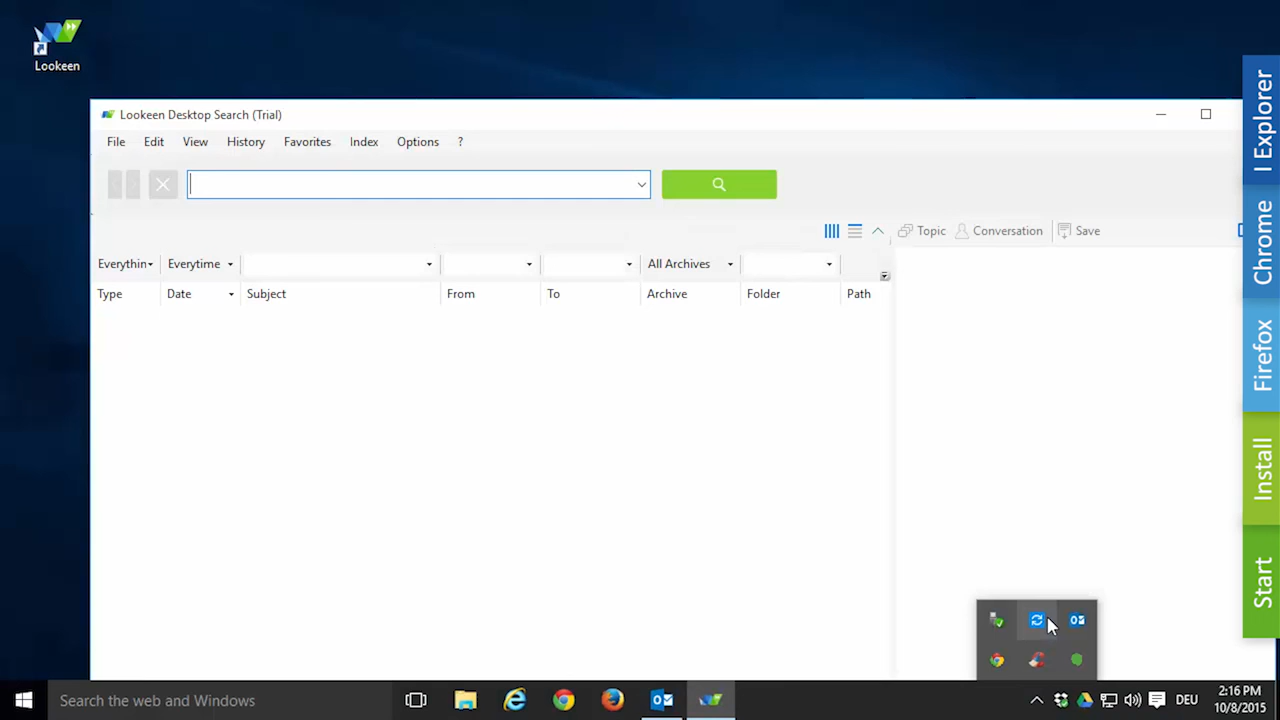 Lookeen
Lookeen Desktop Search (Trial)
File Edit View History Favorites Index Options ?
Topic Conversation Save
Everythin Everytime All Archives
Type Date Subject From To Archive Folder Path
I Explorer
Chrome
Firefox
Install
Start
Search the web and Windows
DEU
2:16 PM
10/8/2015